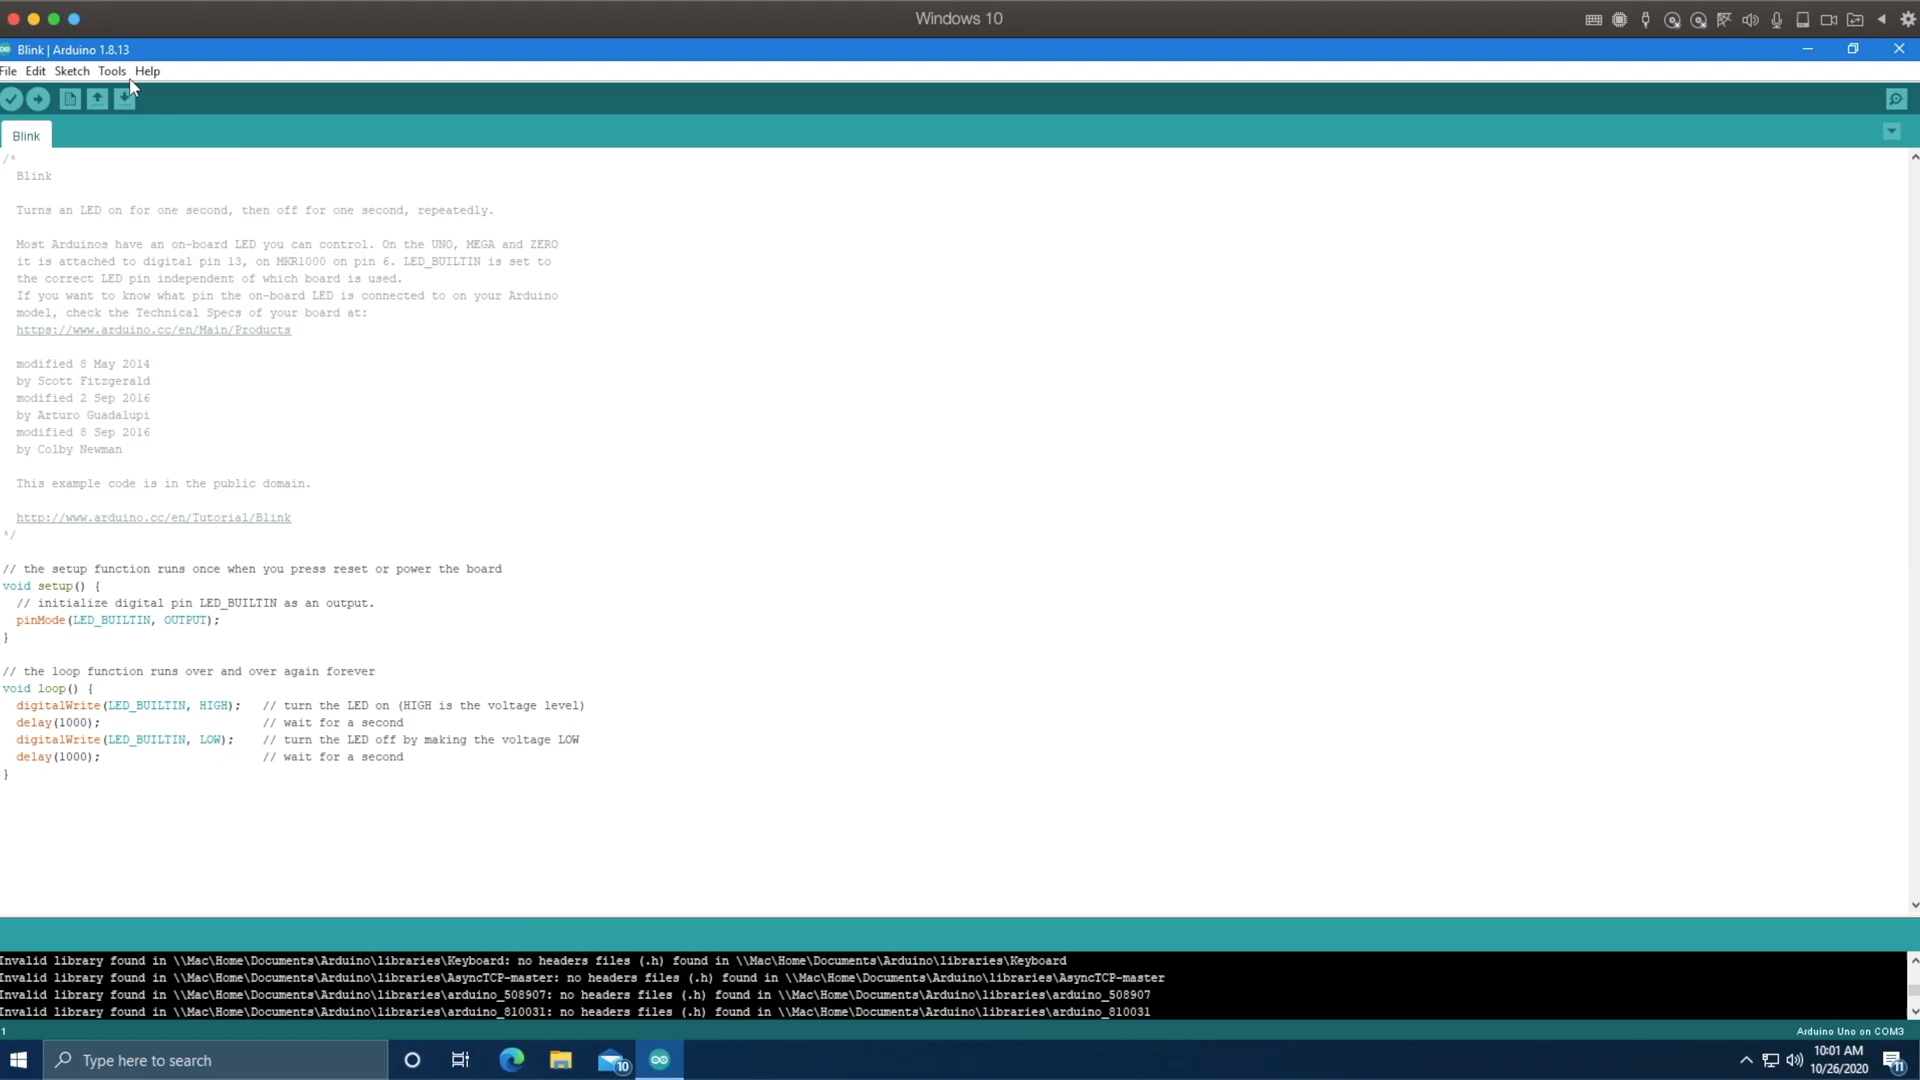 Windows 10
Blink | Arduino 1.8.13
File Edit Sketch Tools Help
Blink
/*
Blink
Turns an LED on for one second, then off for one second, repeatedly.
Most Arduinos have an on-board LED you can control. On the UNO, MEGA and ZERO
it is attached to digital pin 13, on MKR1000 on pin 6. LED_BUILTIN is set to
the correct LED pin independent of which board is used.
If you want to know what pin the on-board LED is connected to on your Arduino
model, check the Technical Specs of your board at:
https://www.arduino.cc/en/Main/Products
modified 8 May 2014
by Scott Fitzgerald
modified 2 Sep 2016
by Arturo Guadalupi
modified 8 Sep 2016
by Colby Newman
This example code is in the public domain.
http://www.arduino.cc/en/Tutorial/Blink
*/
// the setup function runs once when you press reset or power the board
void setup() {
// initialize digital pin LED_BUILTIN as an output.
pinMode(LED_BUILTIN, OUTPUT);
}
// the loop function runs over and over again forever
void loop() {
digitalWrite(LED_BUILTIN, HIGH); // turn the LED on (HIGH is the voltage level)
delay(1000); // wait for a second
digitalWrite(LED_BUILTIN, LOW); // turn the LED off by making the voltage LOW
delay(1000); // wait for a second
}
Invalid library found in \\Mac\Home\Documents\Arduino\libraries\Keyboard: no headers files (.h) found in \\Mac\Home\Documents\Arduino\libraries\Keyboard
Invalid library found in \\Mac\Home\Documents\Arduino\libraries\AsyncTCP-master: no headers files (.h) found in \\Mac\Home\Documents\Arduino\libraries\AsyncTCP-master
Invalid library found in \\Mac\Home\Documents\Arduino\libraries\arduino_508907: no headers files (.h) found in \\Mac\Home\Documents\Arduino\libraries\arduino_508907
Invalid library found in \\Mac\Home\Documents\Arduino\libraries\arduino_810031: no headers files (.h) found in \\Mac\Home\Documents\Arduino\libraries\arduino_810031
1 Arduino Uno on COM3
Type here to search 10 10:01 AM
10/26/2020 11